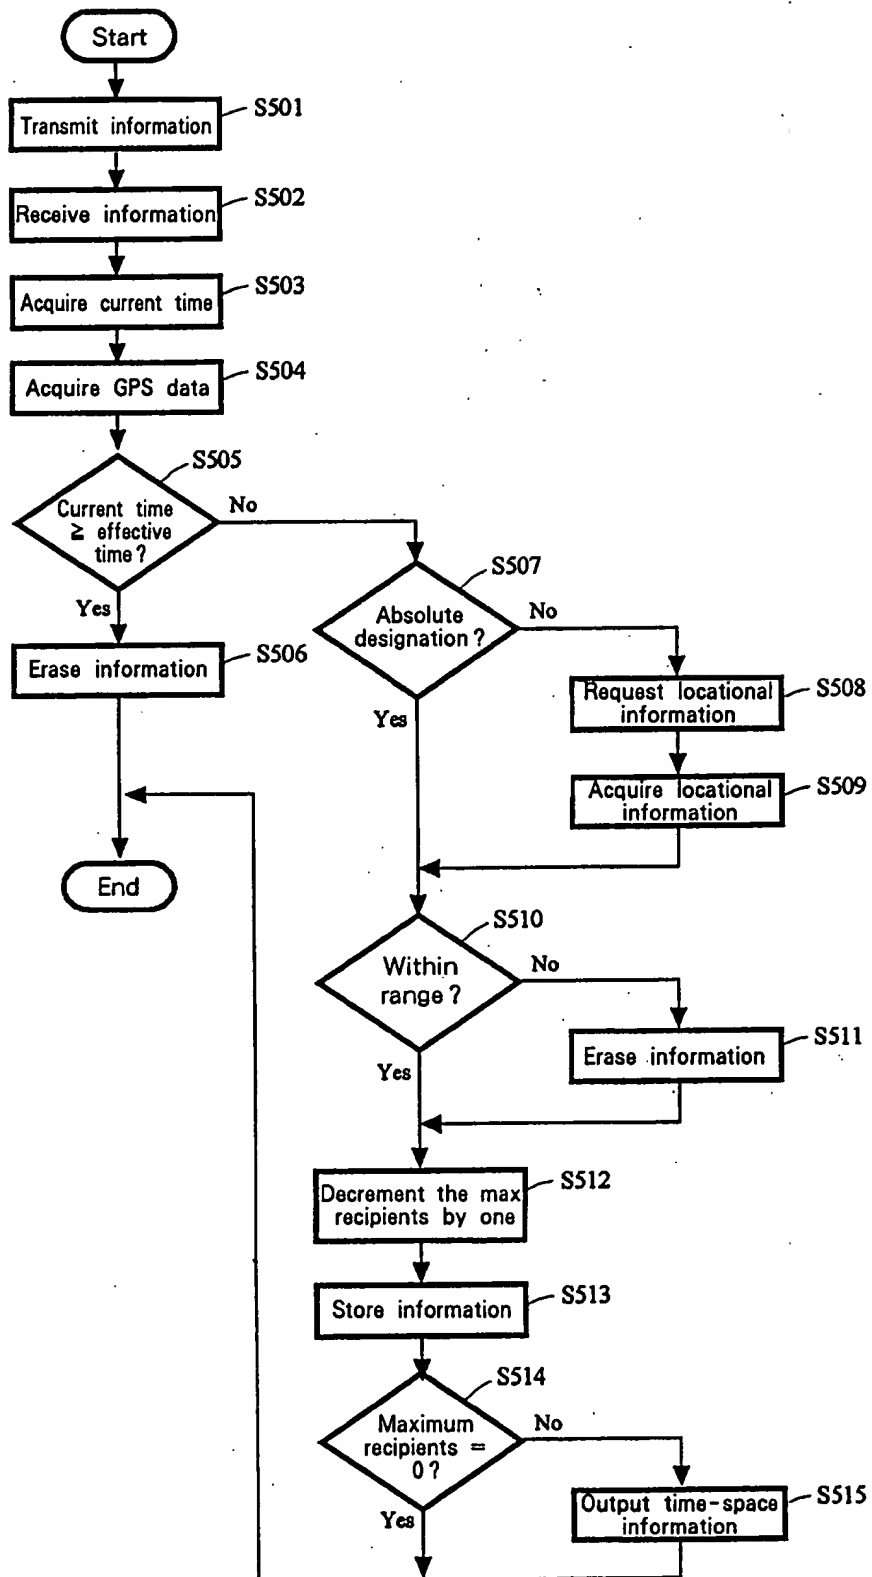 Start
S501
Transmit information
S502
Receive information
S503
Acquire current time
S504
Acquire GPS data
S505
Current time
≧ effective
time?
No
Yes
S506
Erase information
S507
Absolute
designation?
No
Yes
S508
Request locational
information
S509
Acquire locational
information
End
S510
Within
range?
No
Yes
S511
Erase information
S512
Decrement the max
recipients by one
S513
Store information
S514
Maximum
recipients =
0?
No
Yes
S515
Output time-space
information